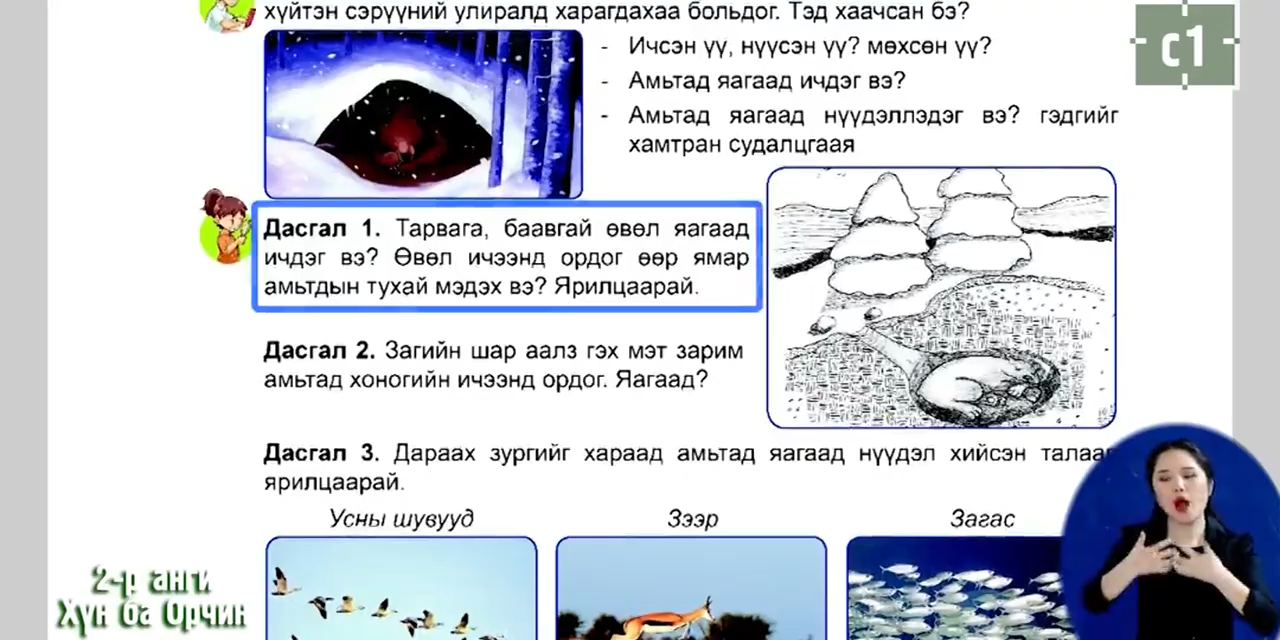 хүйтэн сэрүүний улиралд харагдахаа больдог. Тэд хаачсан бэ?
- Ичсэн үү, нүүсэн үү? мөхсөн үү?
- Амьтад яагаад ичдэг вэ?
- Амьтад яагаад нүүдэллэдэг вэ? гэдгийг
хамтран судалцгаая
c1
Дасгал 1. Тарвага, баавгай өвөл яагаад
ичдэг вэ? Өвөл ичээнд ордог өөр ямар
амьтдын тухай мэдэх вэ? Ярилцаарай.
Дасгал 2. Загийн шар аалз гэх мэт зарим
амьтад хоногийн ичээнд ордог. Яагаад?
Дасгал 3. Дараах зургийг хараад амьтад яагаад нүүдэл хийсэн талаар
ярилцаарай.
Усны шувууд
Зээр
Загас
2-р анги
Хүн ба Орчин